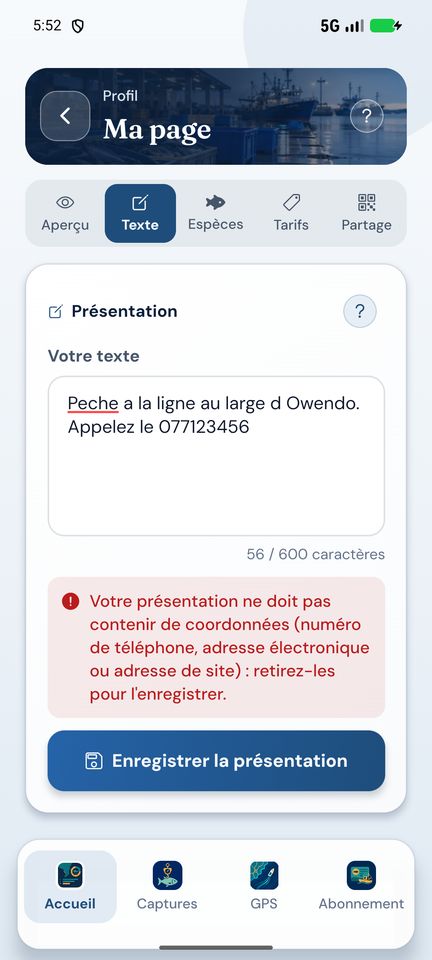 5:52
5G
Profil
Ma page
?
Aperçu
Texte
Espèces
Tarifs
Partage
Présentation
?
Votre texte
Peche a la ligne au large d Owendo.
Appelez le 077123456
56 / 600 caractères
Votre présentation ne doit pas
contenir de coordonnées (numéro
de téléphone, adresse électronique
ou adresse de site) : retirez-les
pour l'enregistrer.
Enregistrer la présentation
Accueil
Captures
GPS
Abonnement